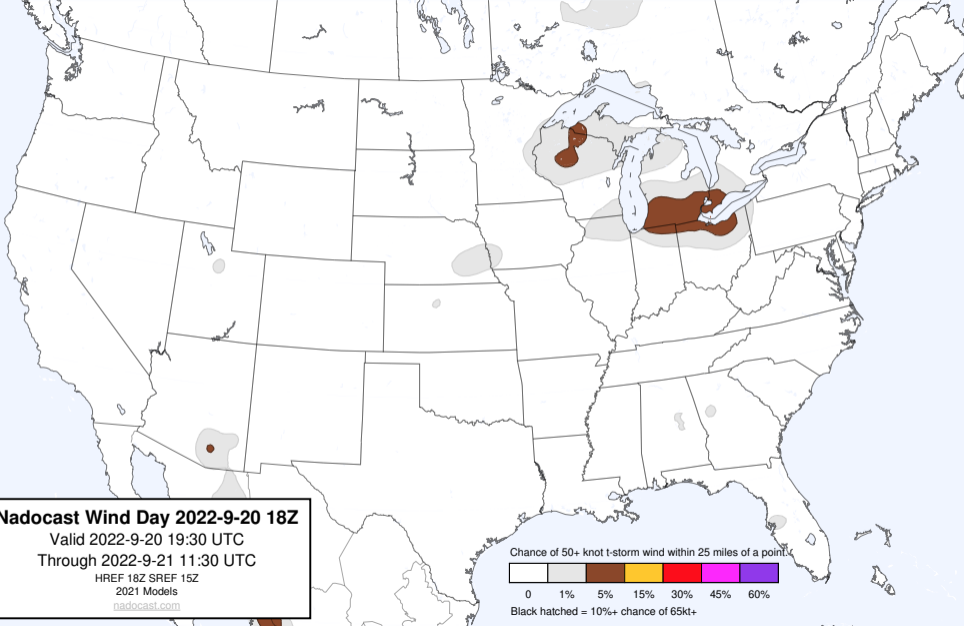 Nadocast Wind Day 2022-9-20 18Z
Valid 2022-9-20 19:30 UTC
Through 2022-9-21 11:30 UTC
HREF 18Z SREF 15Z
2021 Models
nadocast.com
Chance of 50+ knot t-storm wind within 25 miles of a point.
0 1% 5% 15% 30% 45% 60%
Black hatched = 10%+ chance of 65kt+